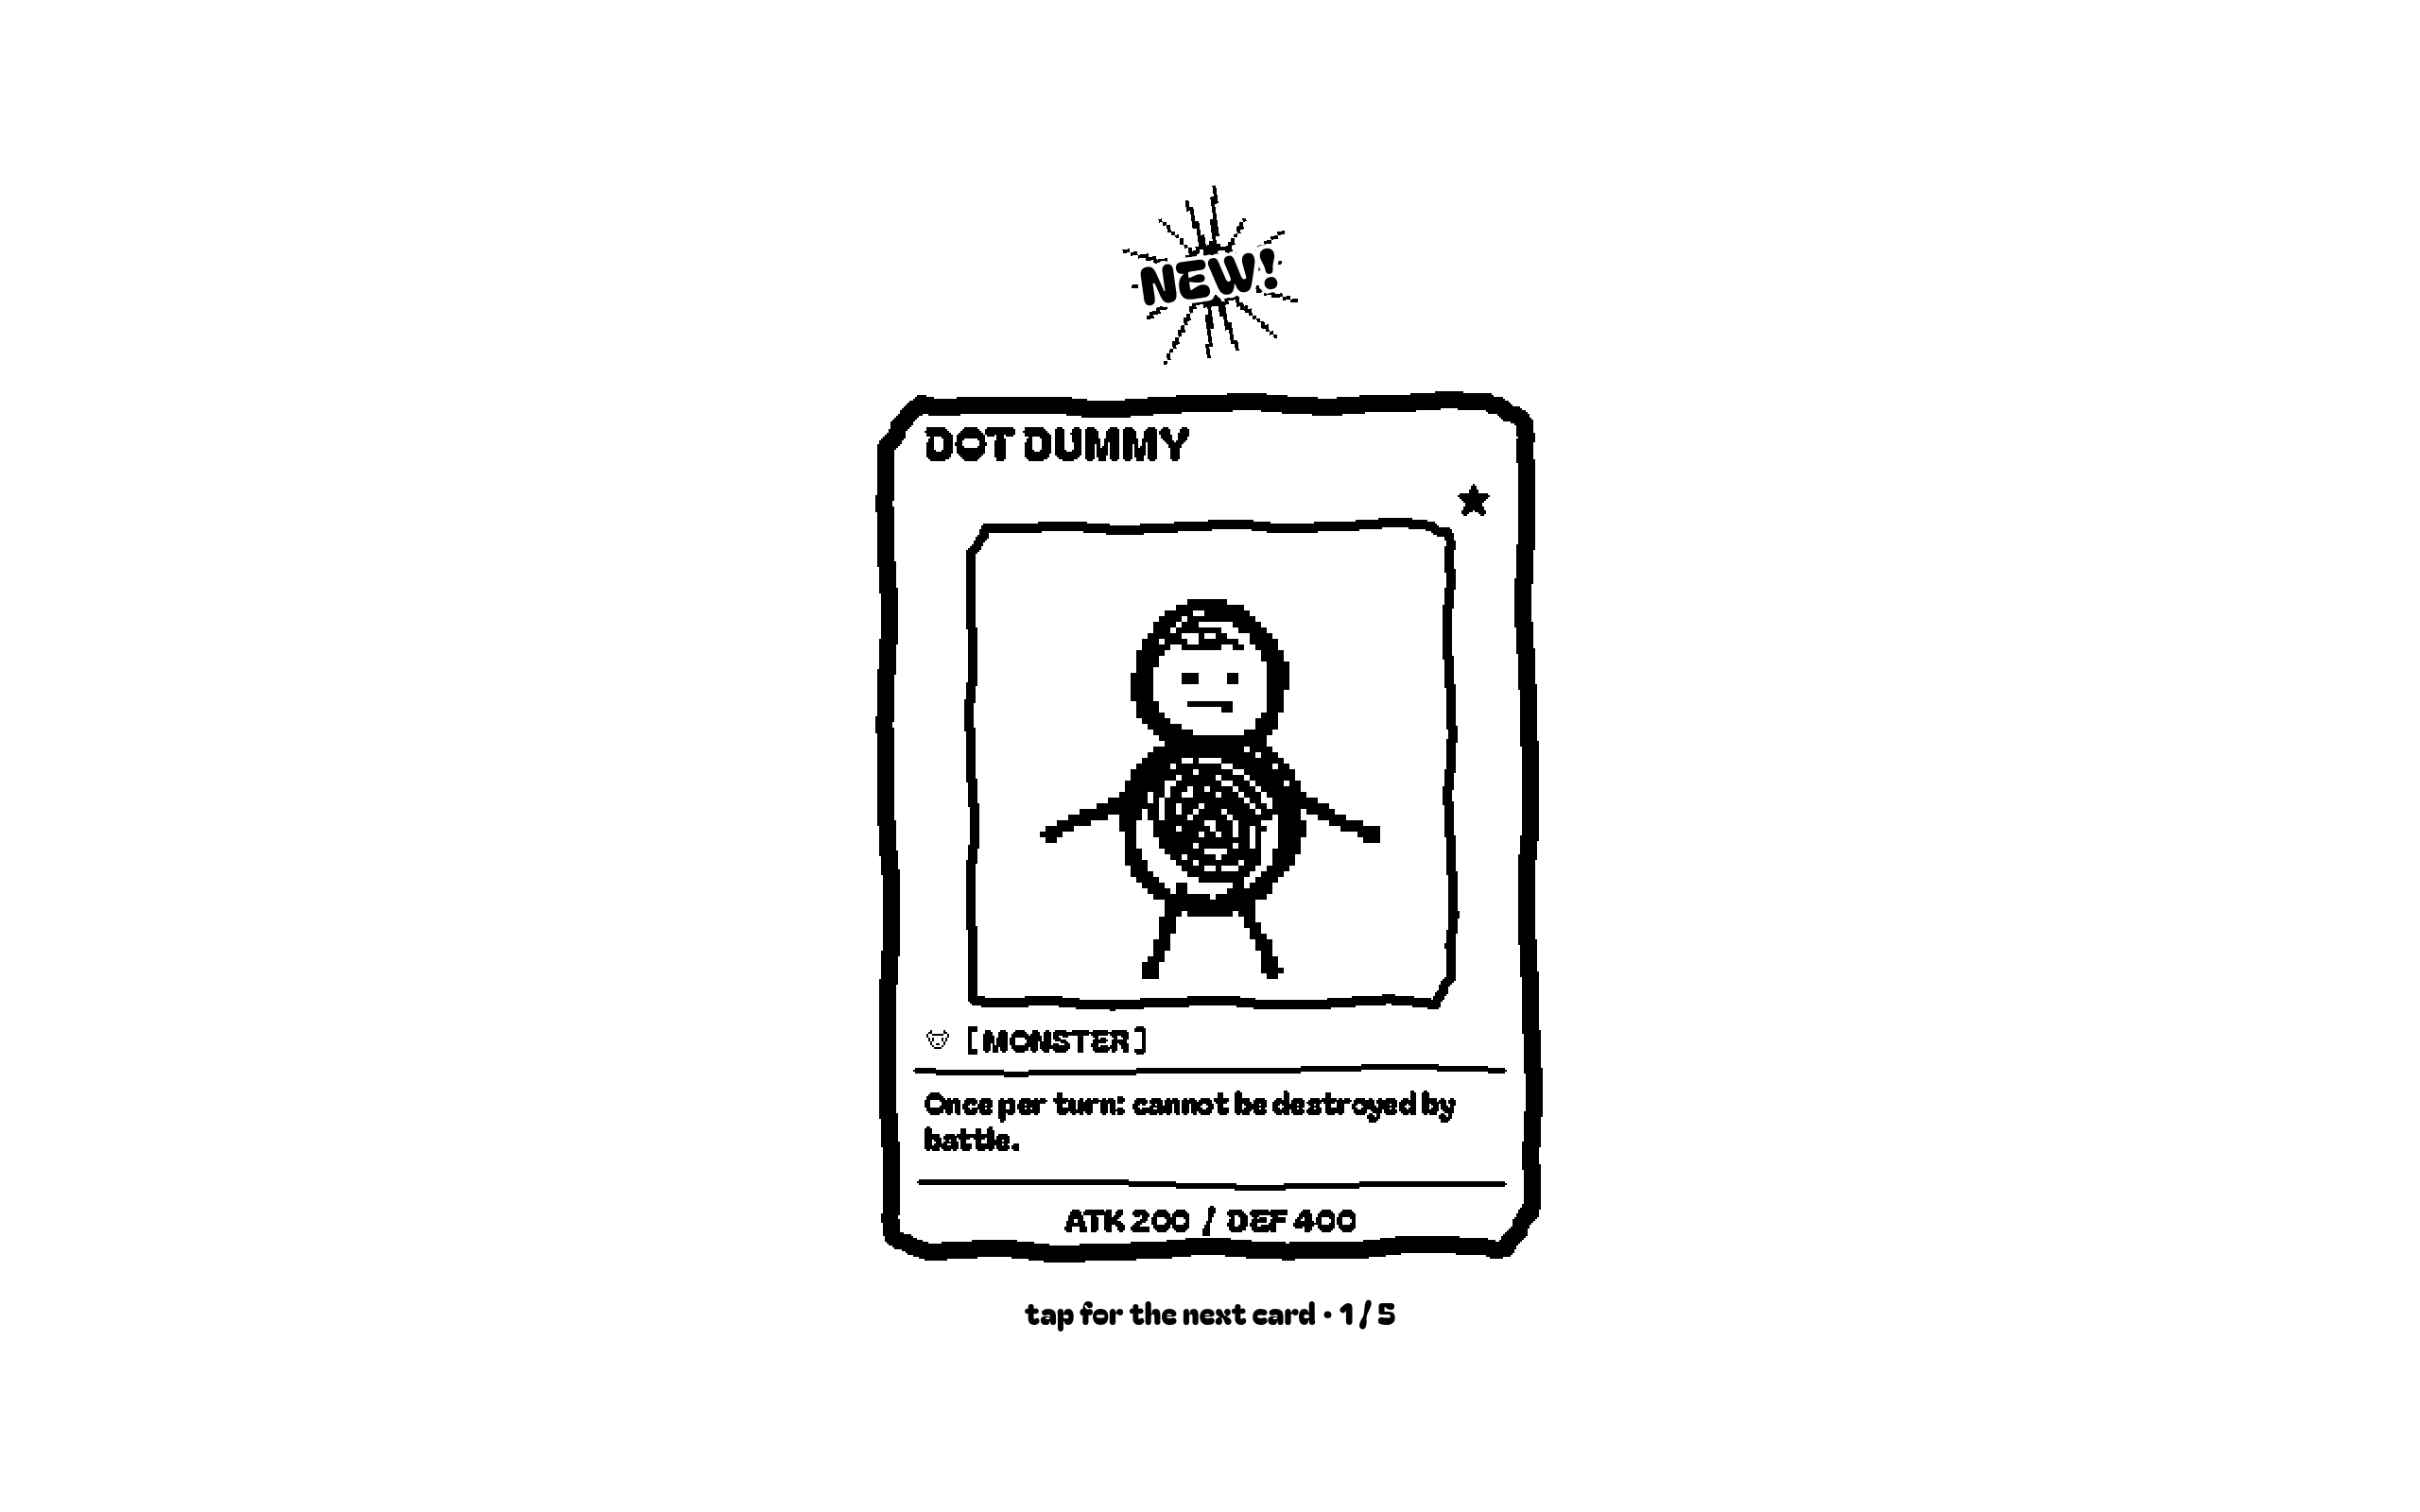 NEW!
DOT DUMMY
[MONSTER]
Once per turn: cannot be destroyed by
battle.
ATK 200 / DEF 400
tap for the next card · 1 / 5